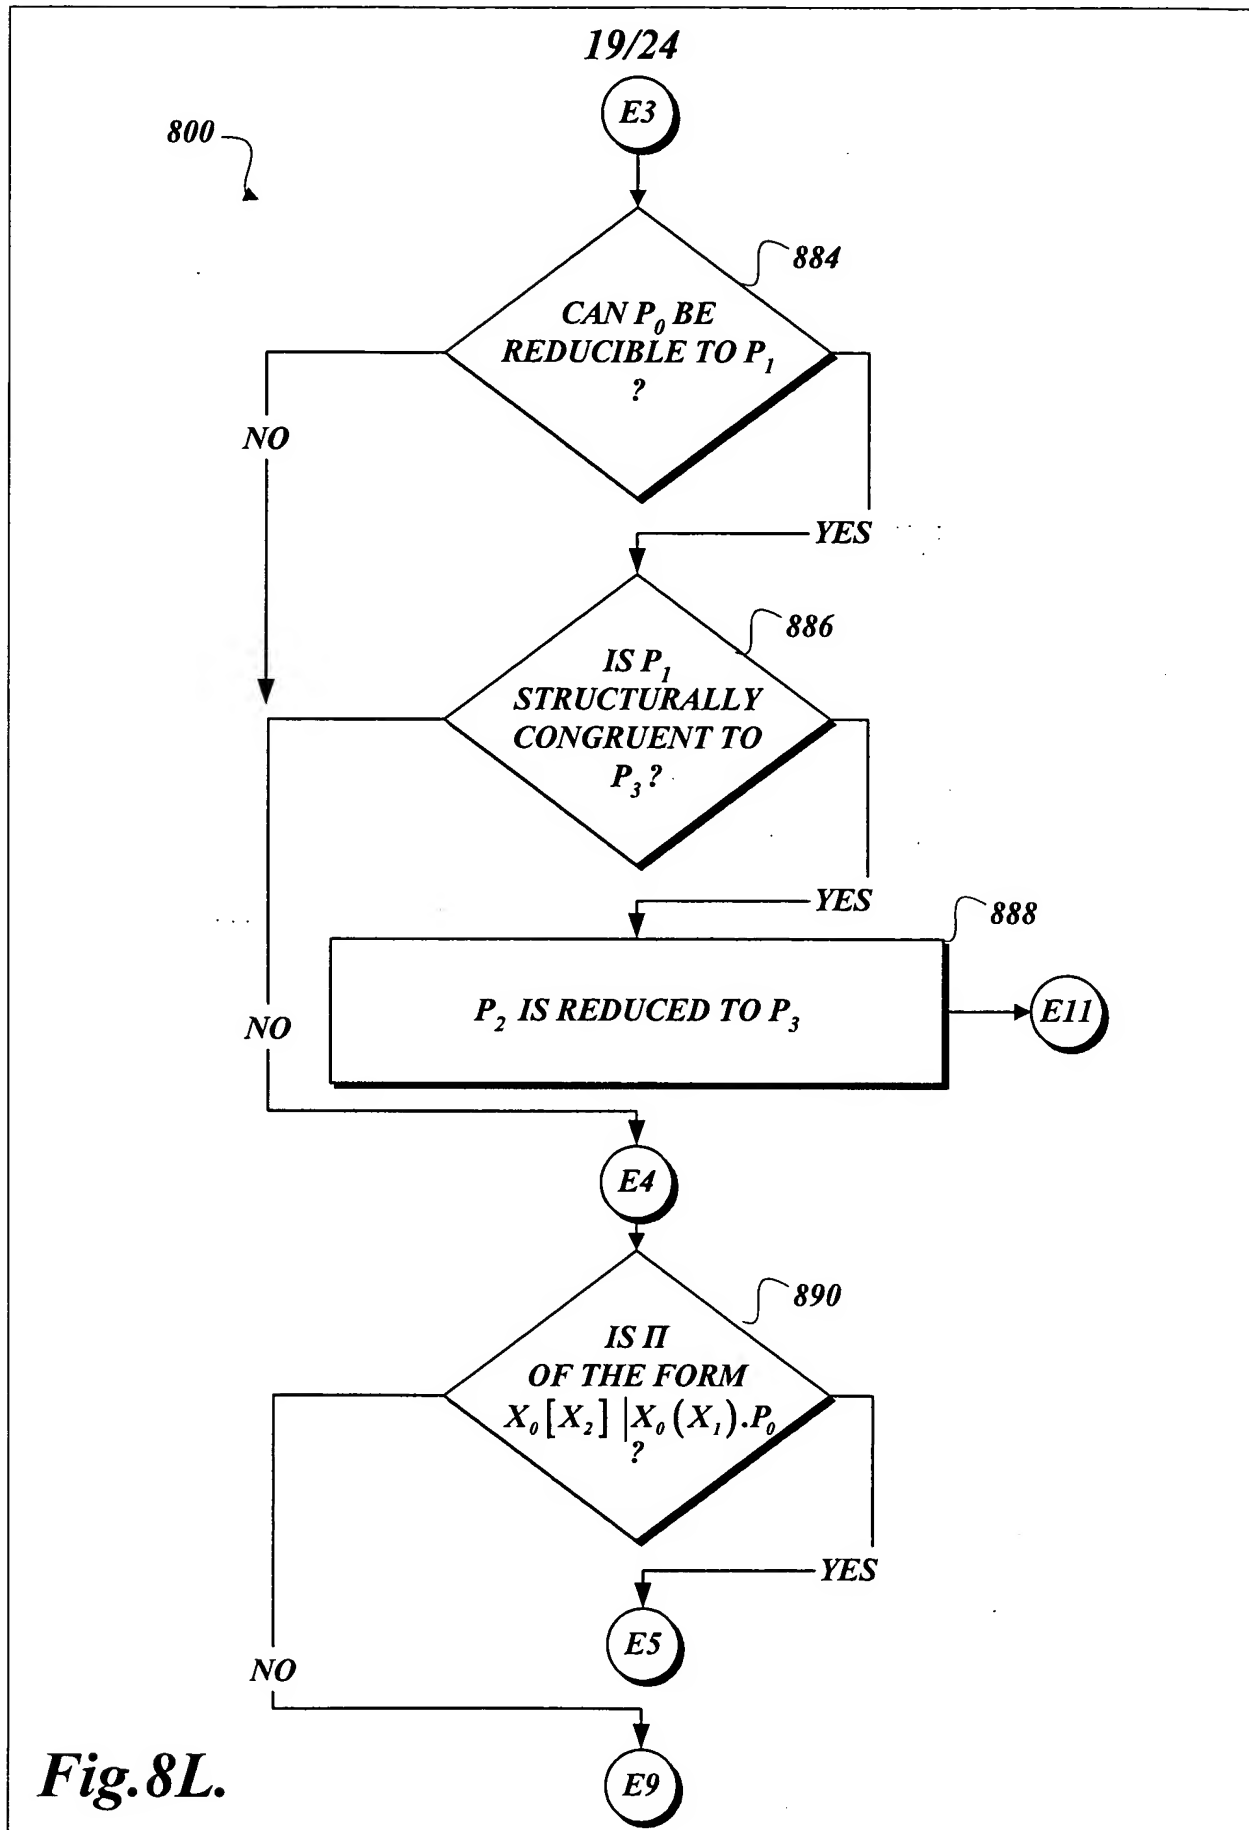 19/24
E3
800
884
CAN P₀ BE
REDUCIBLE TO P₁
?
NO
YES
886
IS P₁
STRUCTURALLY
CONGRUENT TO
P₃?
YES
888
P₂ IS REDUCED TO P₃
E11
NO
E4
890
IS Π
OF THE FORM
X₀[X₂] |X₀(X₁).P₀
?
YES
E5
NO
E9
Fig.8L.